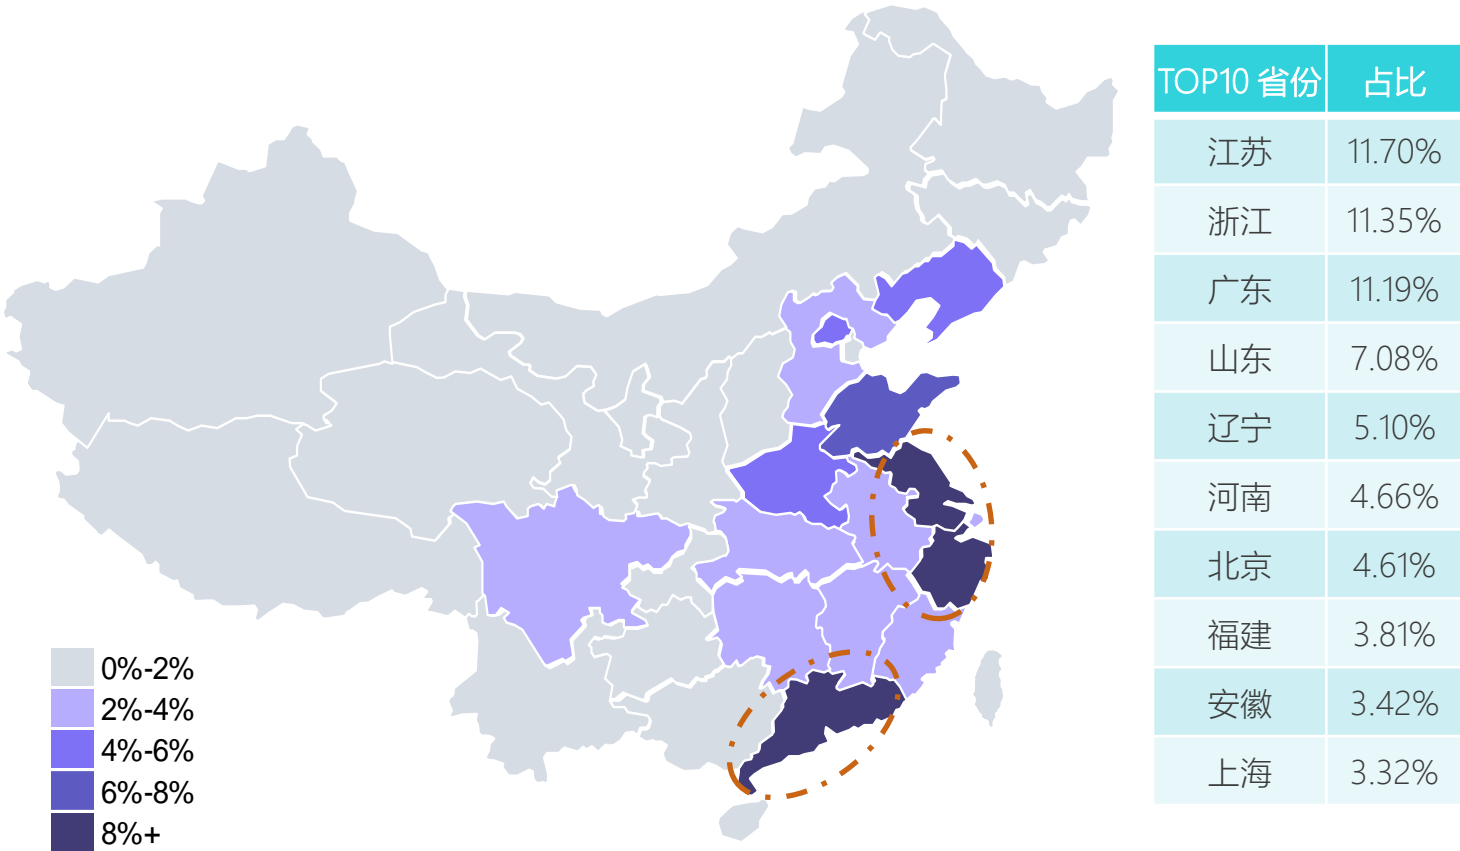 TOP10 省份 占比
江苏 11.70%
浙江 11.35%
广东 11.19%
山东 7.08%
辽宁 5.10%
河南 4.66%
北京 4.61%
福建 3.81%
安徽 3.42%
上海 3.32%
0%-2%
2%-4%
4%-6%
6%-8%
8%+